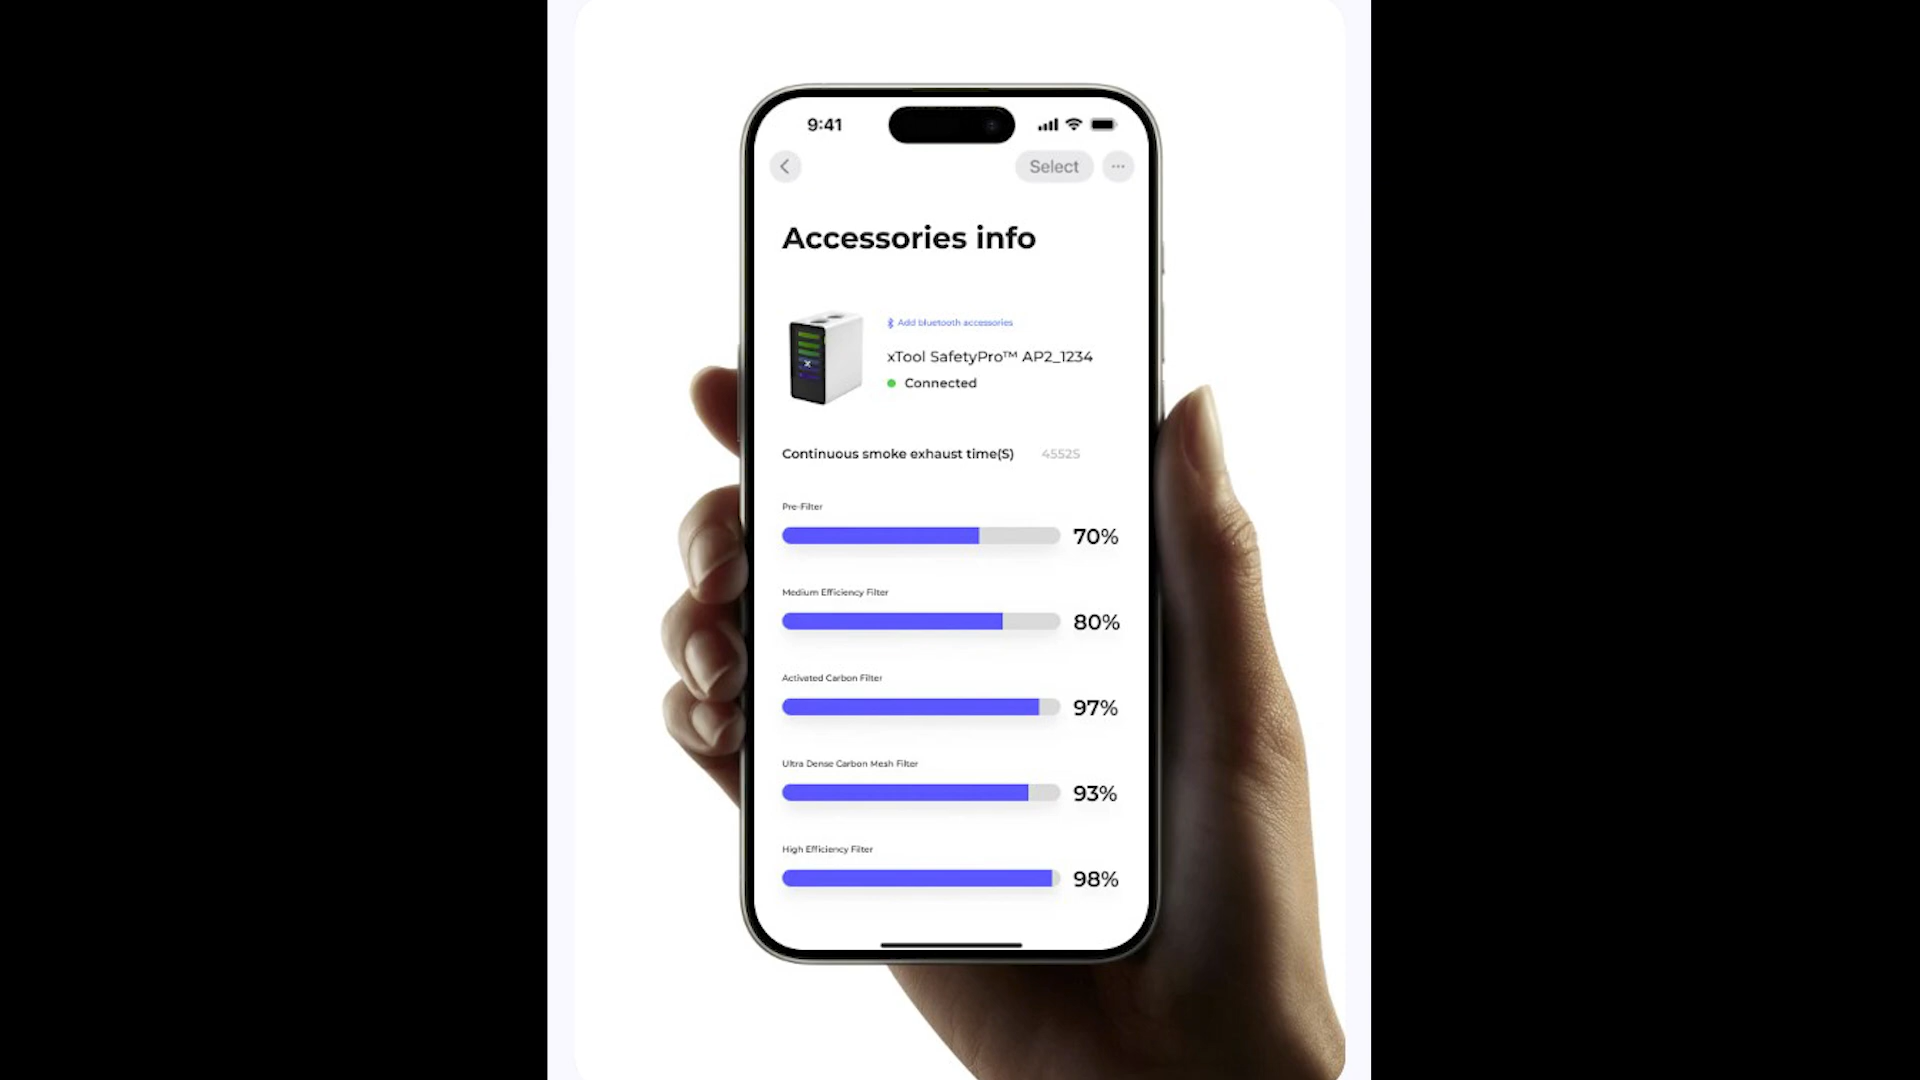 9:41
Select
Accessories info
Add bluetooth accessories
xTool SafetyPro™ AP2_1234
Connected
Continuous smoke exhaust time(S) 4552S
Pre-Filter
70%
Medium Efficiency Filter
80%
Activated Carbon Filter
97%
Ultra Dense Carbon Mesh Filter
93%
High Efficiency Filter
98%